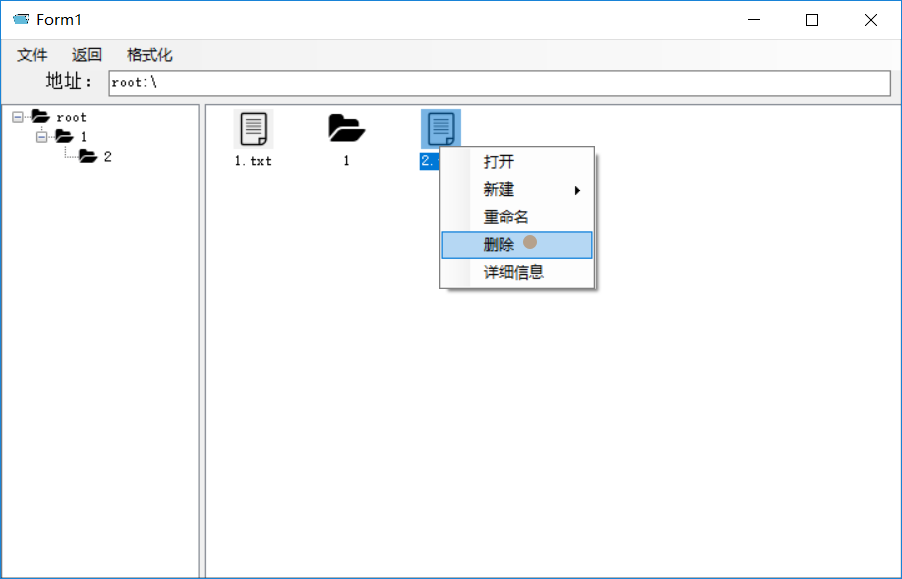 Form1
文件 返回 格式化
地址： root:\
root
1
2
1.txt 1 2.
打开
新建
重命名
删除
详细信息